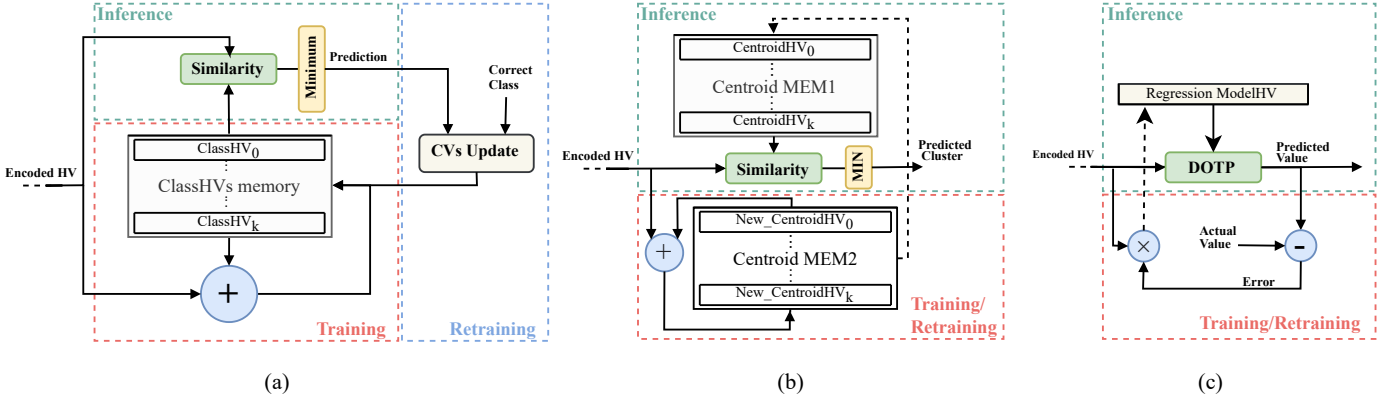 Inference
Similarity
Minimum
Prediction
Correct
Class
CVs Update
Encoded HV
ClassHV0
ClassHVs memory
ClassHVk
+
Training
Retraining
(a)
Inference
CentroidHV0
Centroid MEM1
CentroidHVk
Encoded HV
Similarity
MIN
Predicted
Cluster
New_CentroidHV0
+
Centroid MEM2
New_CentroidHVk
Training/
Retraining
(b)
Inference
Regression ModelHV
Encoded HV
DOTP
Predicted
Value
Actual
Value
×
-
Error
Training/Retraining
(c)